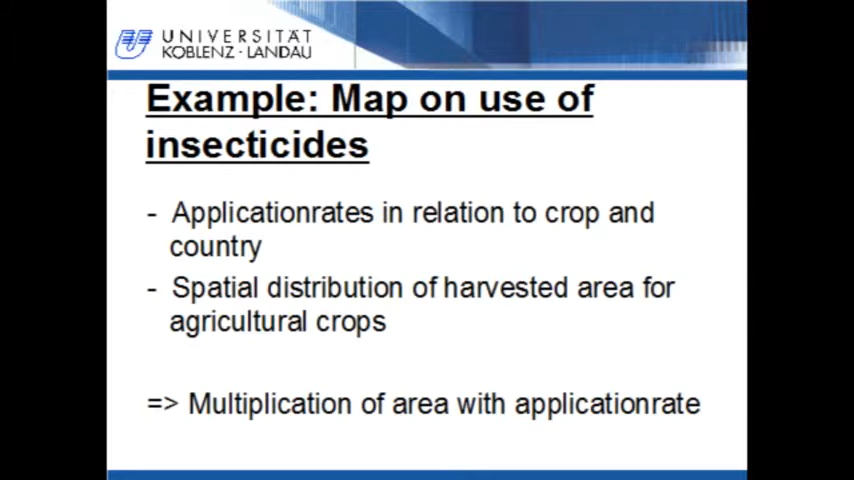 UNIVERSITÄT
KOBLENZ · LANDAU
Example: Map on use of
insecticides
- Applicationrates in relation to crop and
country
- Spatial distribution of harvested area for
agricultural crops
=> Multiplication of area with applicationrate